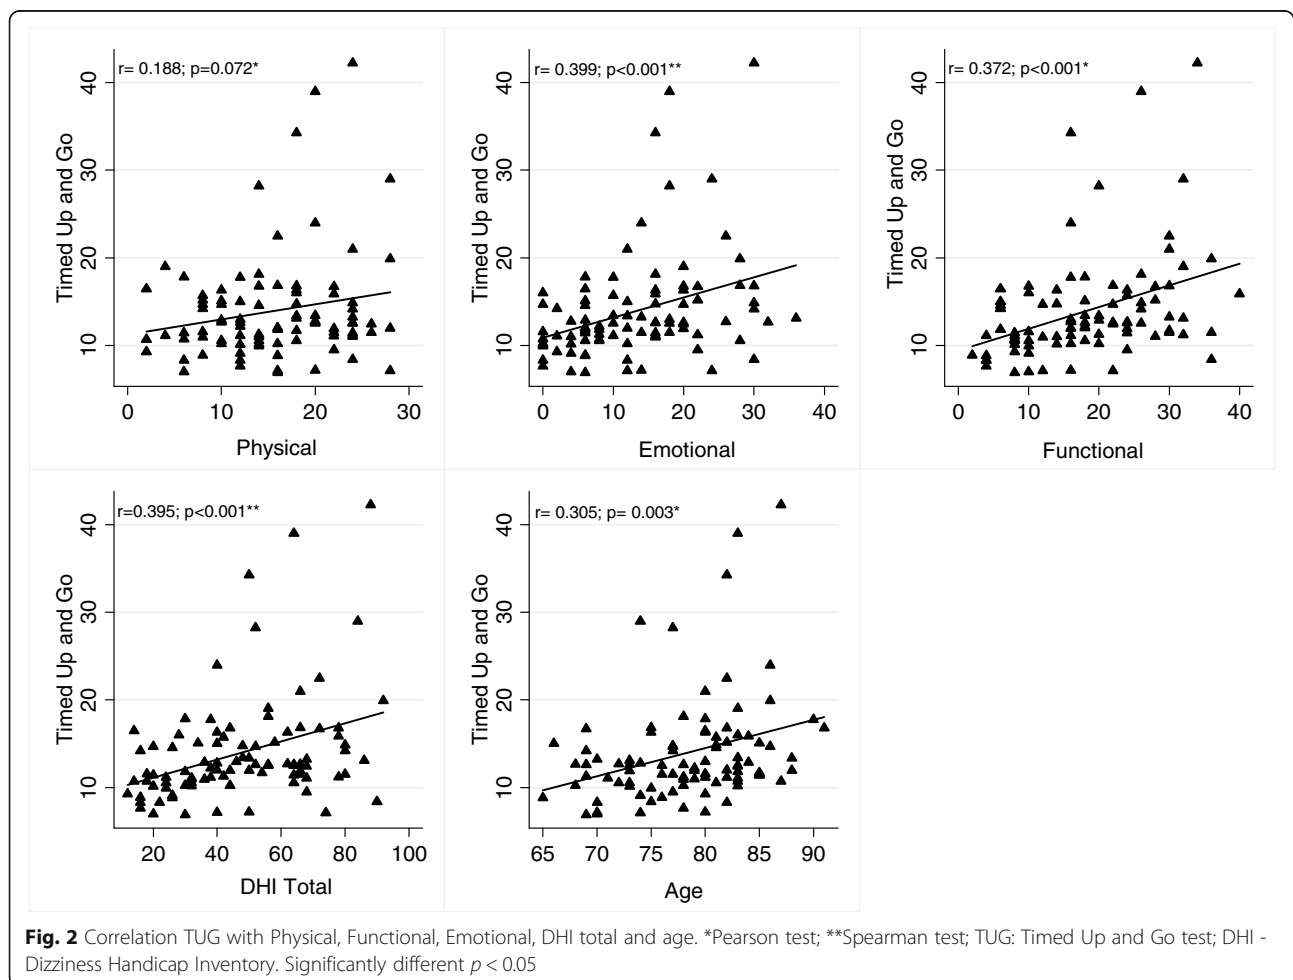 r= 0.188; p=0.072*
Timed Up and Go
40
30
20
10
0 10 20 30
Physical
r= 0.399; p<0.001**
Timed Up and Go
40
30
20
10
0 10 20 30 40
Emotional
r= 0.372; p<0.001*
Timed Up and Go
40
30
20
10
0 10 20 30 40
Functional
r=0.395; p<0.001**
Timed Up and Go
40
30
20
10
20 40 60 80 100
DHI Total
r= 0.305; p= 0.003*
Timed Up and Go
40
30
20
10
65 70 75 80 85 90
Age
Fig. 2 Correlation TUG with Physical, Functional, Emotional, DHI total and age. *Pearson test; **Spearman test; TUG: Timed Up and Go test; DHI -
Dizziness Handicap Inventory. Significantly different p < 0.05